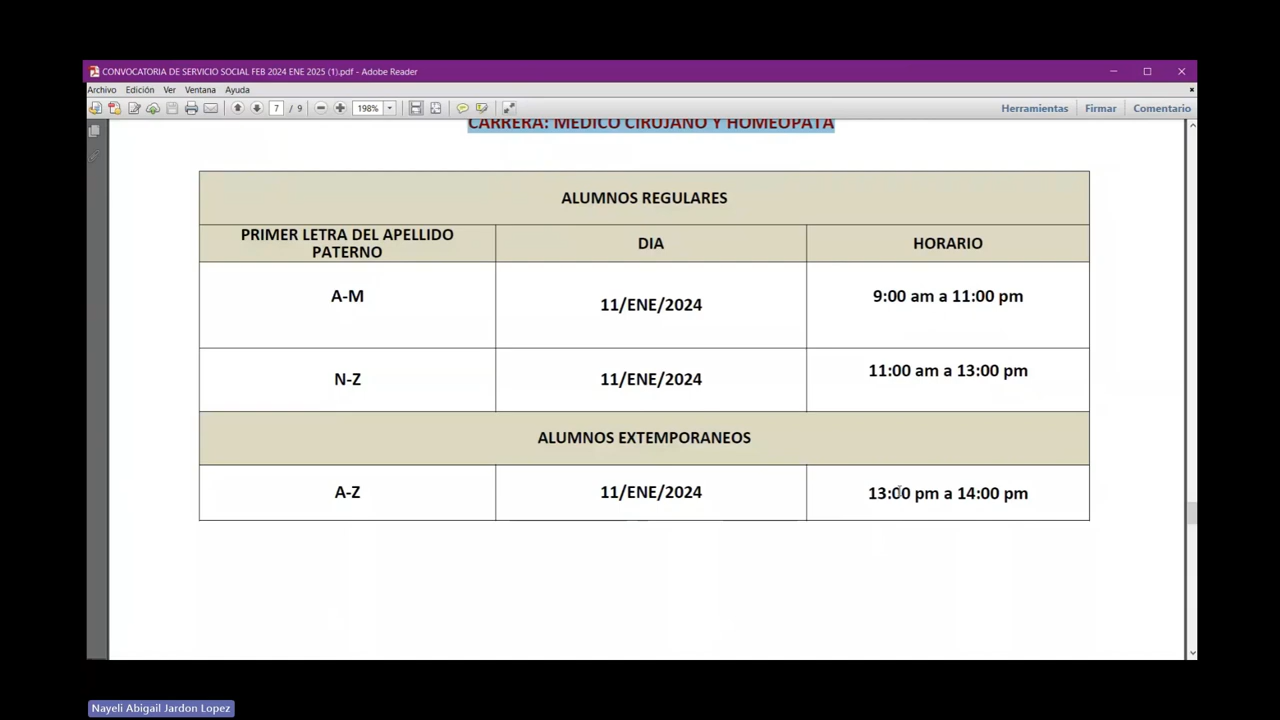 CONVOCATORIA DE SERVICIO SOCIAL FEB 2024 ENE 2025 (1).pdf - Adobe Reader
Archivo Edición Ver Ventana Ayuda
7 / 9 198% Herramientas Firmar Comentario
CARRERA: MEDICO CIRUJANO Y HOMEOPATA
ALUMNOS REGULARES
PRIMER LETRA DEL APELLIDO
PATERNO
DIA
HORARIO
A-M
11/ENE/2024
9:00 am a 11:00 pm
N-Z
11/ENE/2024
11:00 am a 13:00 pm
ALUMNOS EXTEMPORANEOS
A-Z
11/ENE/2024
13:00 pm a 14:00 pm
Nayeli Abigail Jardon Lopez